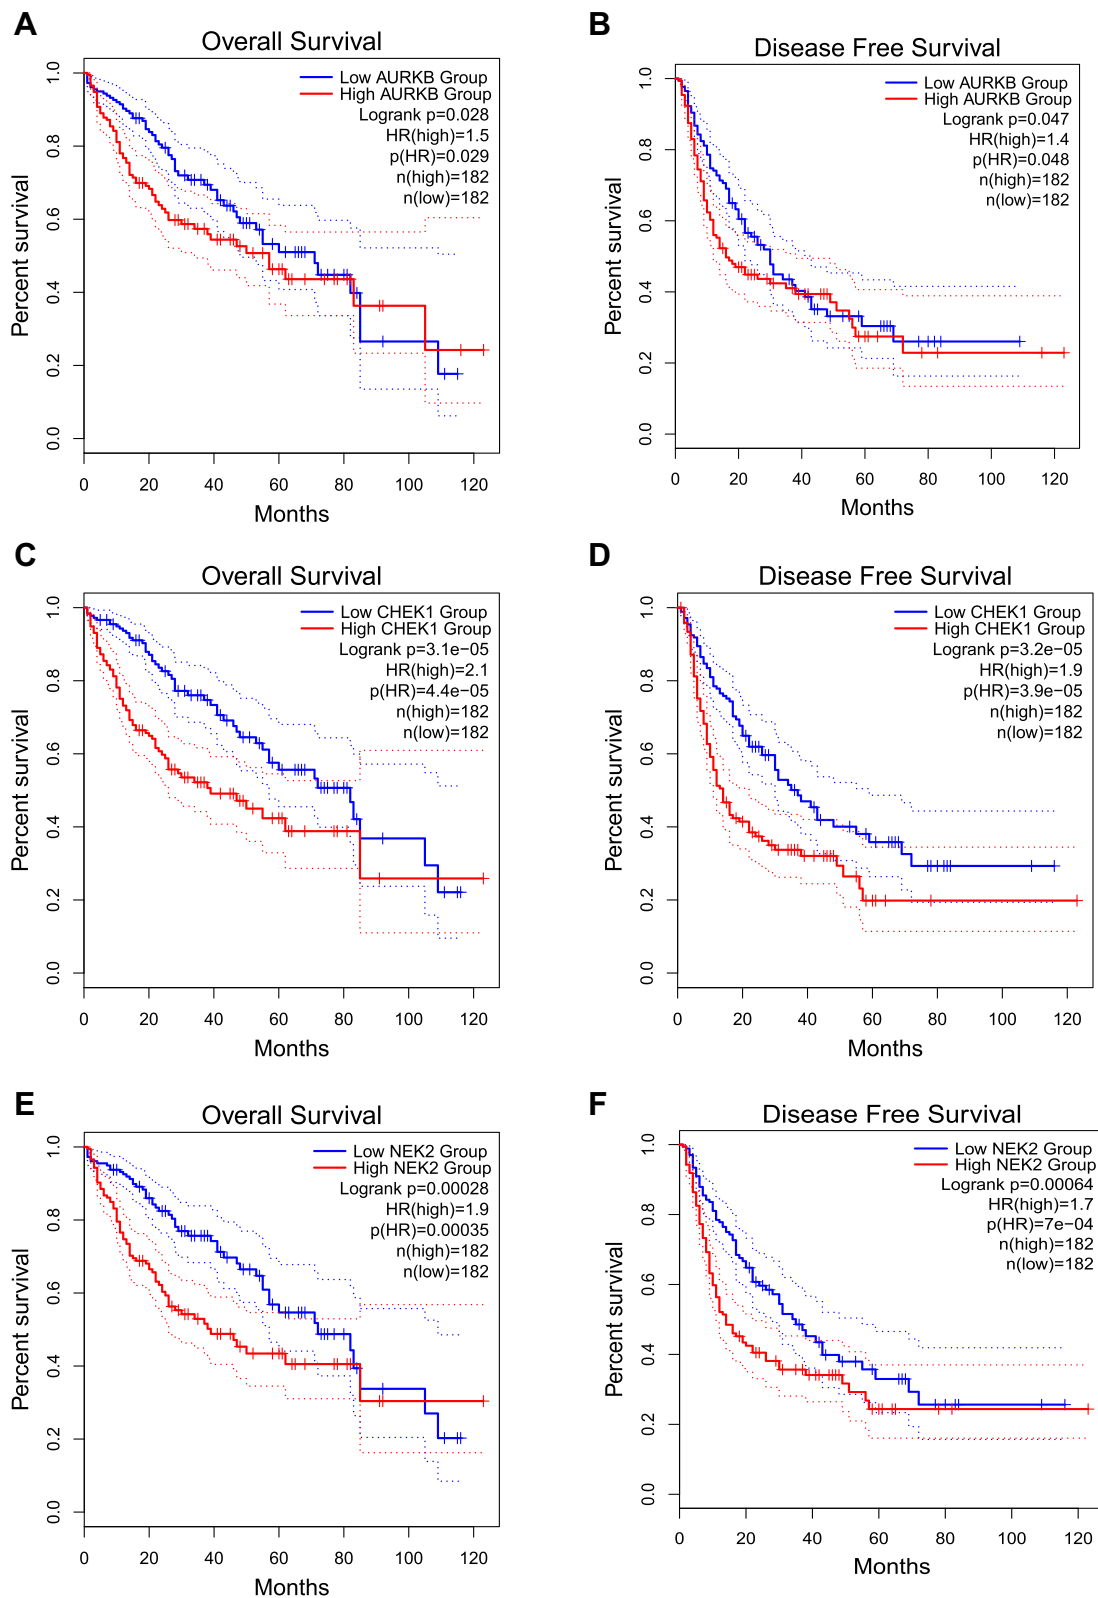 A
Overall Survival
Low AURKB Group
High AURKB Group
Logrank p=0.028
HR(high)=1.5
p(HR)=0.029
n(high)=182
n(low)=182
Percent survival
1.0
0.8
0.6
0.4
0.2
0.0
0 20 40 60 80 100 120
Months
B
Disease Free Survival
Low AURKB Group
High AURKB Group
Logrank p=0.047
HR(high)=1.4
p(HR)=0.048
n(high)=182
n(low)=182
Percent survival
1.0
0.8
0.6
0.4
0.2
0.0
0 20 40 60 80 100 120
Months
C
Overall Survival
Low CHEK1 Group
High CHEK1 Group
Logrank p=3.1e−05
HR(high)=2.1
p(HR)=4.4e−05
n(high)=182
n(low)=182
Percent survival
1.0
0.8
0.6
0.4
0.2
0.0
0 20 40 60 80 100 120
Months
D
Disease Free Survival
Low CHEK1 Group
High CHEK1 Group
Logrank p=3.2e−05
HR(high)=1.9
p(HR)=3.9e−05
n(high)=182
n(low)=182
Percent survival
1.0
0.8
0.6
0.4
0.2
0.0
0 20 40 60 80 100 120
Months
E
Overall Survival
Low NEK2 Group
High NEK2 Group
Logrank p=0.00028
HR(high)=1.9
p(HR)=0.00035
n(high)=182
n(low)=182
Percent survival
1.0
0.8
0.6
0.4
0.2
0.0
0 20 40 60 80 100 120
Months
F
Disease Free Survival
Low NEK2 Group
High NEK2 Group
Logrank p=0.00064
HR(high)=1.7
p(HR)=7e−04
n(high)=182
n(low)=182
Percent survival
1.0
0.8
0.6
0.4
0.2
0.0
0 20 40 60 80 100 120
Months